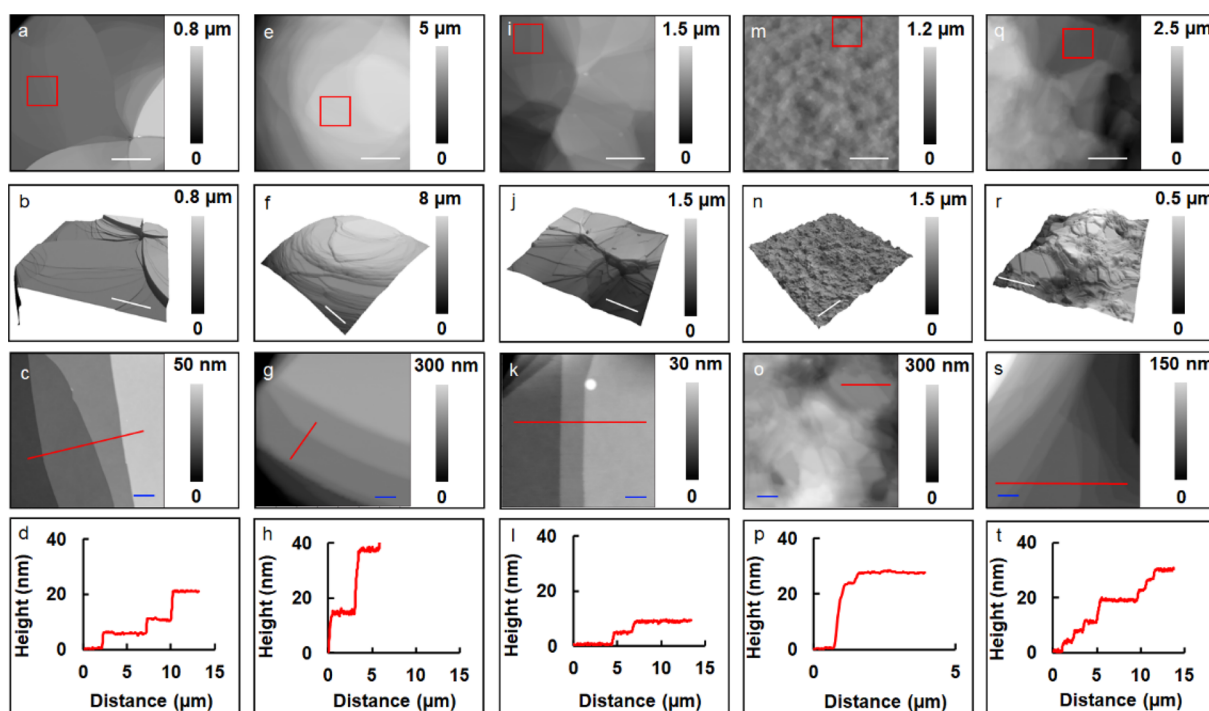 a 0.8 µm 0
e 5 µm 0
i 1.5 µm 0
m 1.2 µm 0
q 2.5 µm 0
b 0.8 µm 0
f 8 µm 0
j 1.5 µm 0
n 1.5 µm 0
r 0.5 µm 0
c 50 nm 0
g 300 nm 0
k 30 nm 0
o 300 nm 0
s 150 nm 0
d
Height (nm)
40
20
0
0 5 10 15
Distance (µm)
h
Height (nm)
40
20
0
0 5 10 15
Distance (µm)
l
Height (nm)
40
20
0
0 5 10 15
Distance (µm)
p
Height (nm)
40
20
0
0 5
Distance (µm)
t
Height (nm)
40
20
0
0 5 10 15
Distance (µm)